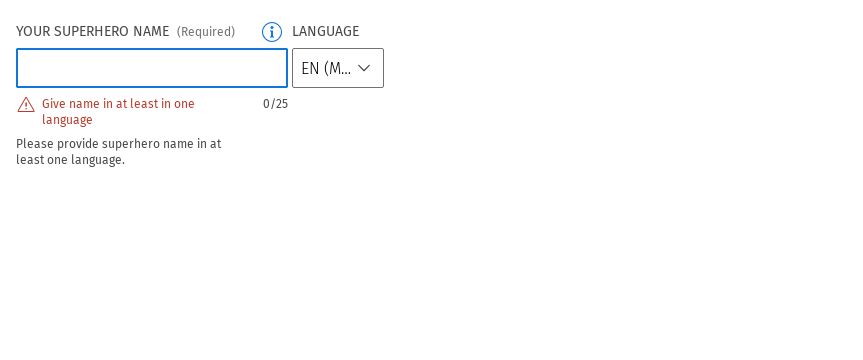 YOUR SUPERHERO NAME (Required) LANGUAGE
EN (M...
Give name in at least in one 0/25
language
Please provide superhero name in at
least one language.